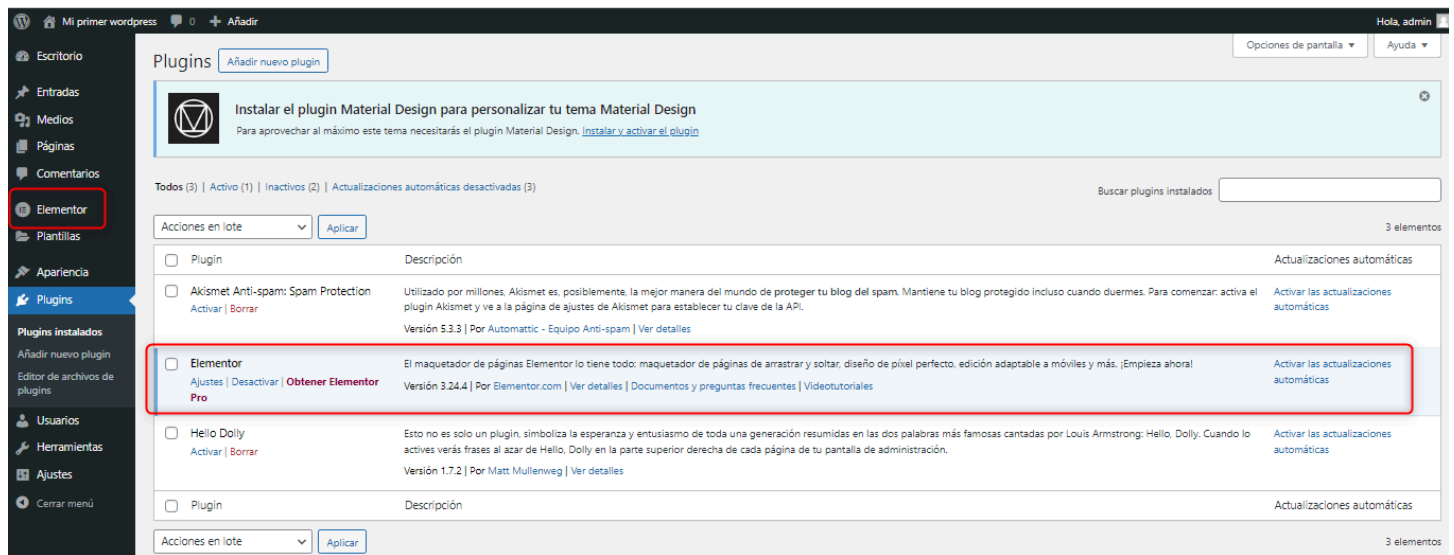 Mi primer wordpress 0 + Añadir Hola, admin
Escritorio
Entradas
Medios
Páginas
Comentarios
Elementor
Plantillas
Apariencia
Plugins
Plugins instalados
Añadir nuevo plugin
Editor de archivos de
plugins
Usuarios
Herramientas
Ajustes
Cerrar menú
Opciones de pantalla Ayuda
Plugins Añadir nuevo plugin
Instalar el plugin Material Design para personalizar tu tema Material Design
Para aprovechar al máximo este tema necesitarás el plugin Material Design. Instalar y activar el plugin
Todos (3) | Activo (1) | Inactivos (2) | Actualizaciones automáticas desactivadas (3)
Buscar plugins instalados
Acciones en lote Aplicar 3 elementos
Plugin Descripción Actualizaciones automáticas
Akismet Anti-spam: Spam Protection
Activar | Borrar
Utilizado por millones, Akismet es, posiblemente, la mejor manera del mundo de proteger tu blog del spam. Mantiene tu blog protegido incluso cuando duermes. Para comenzar: activa el
plugin Akismet y ve a la página de ajustes de Akismet para establecer tu clave de la API.
Versión 5.3.3 | Por Automattic - Equipo Anti-spam | Ver detalles
Activar las actualizaciones
automáticas
Elementor
Ajustes | Desactivar | Obtener Elementor
Pro
El maquetador de páginas Elementor lo tiene todo: maquetador de páginas de arrastrar y soltar, diseño de píxel perfecto, edición adaptable a móviles y más. ¡Empieza ahora!
Versión 3.24.4 | Por Elementor.com | Ver detalles | Documentos y preguntas frecuentes | Videotutoriales
Activar las actualizaciones
automáticas
Hello Dolly
Activar | Borrar
Esto no es solo un plugin, simboliza la esperanza y entusiasmo de toda una generación resumidas en las dos palabras más famosas cantadas por Louis Armstrong: Hello, Dolly. Cuando lo
actives verás frases al azar de Hello, Dolly en la parte superior derecha de cada página de tu pantalla de administración.
Versión 1.7.2 | Por Matt Mullenweg | Ver detalles
Activar las actualizaciones
automáticas
Plugin Descripción Actualizaciones automáticas
Acciones en lote Aplicar 3 elementos